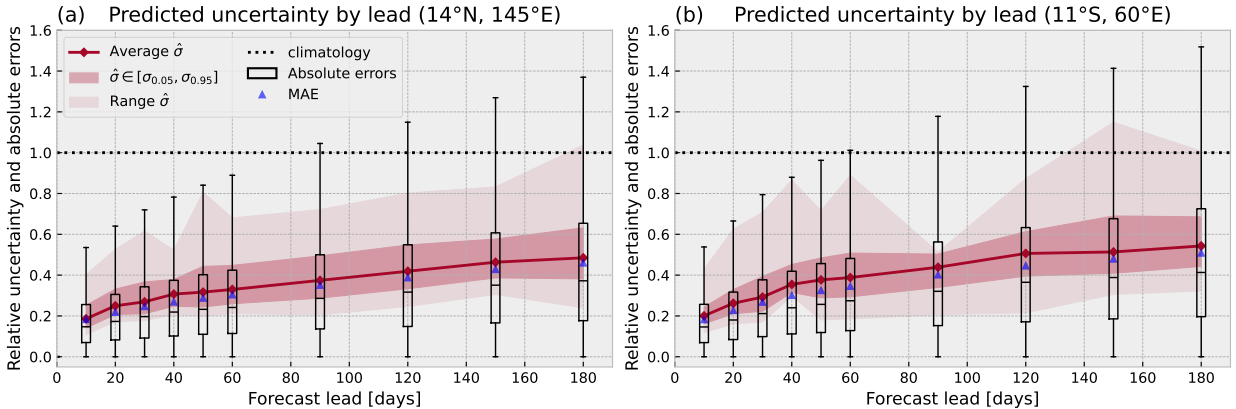 (a) Predicted uncertainty by lead (14°N, 145°E)
Relative uncertainty and absolute errors
1.6
1.4
1.2
1.0
0.8
0.6
0.4
0.2
0.0
Average σ̂
σ̂ ∈ [σ0.05, σ0.95]
Range σ̂
climatology
Absolute errors
MAE
0 20 40 60 80 100 120 140 160 180
Forecast lead [days]
(b) Predicted uncertainty by lead (11°S, 60°E)
Relative uncertainty and absolute errors
1.6
1.4
1.2
1.0
0.8
0.6
0.4
0.2
0.0
0 20 40 60 80 100 120 140 160 180
Forecast lead [days]